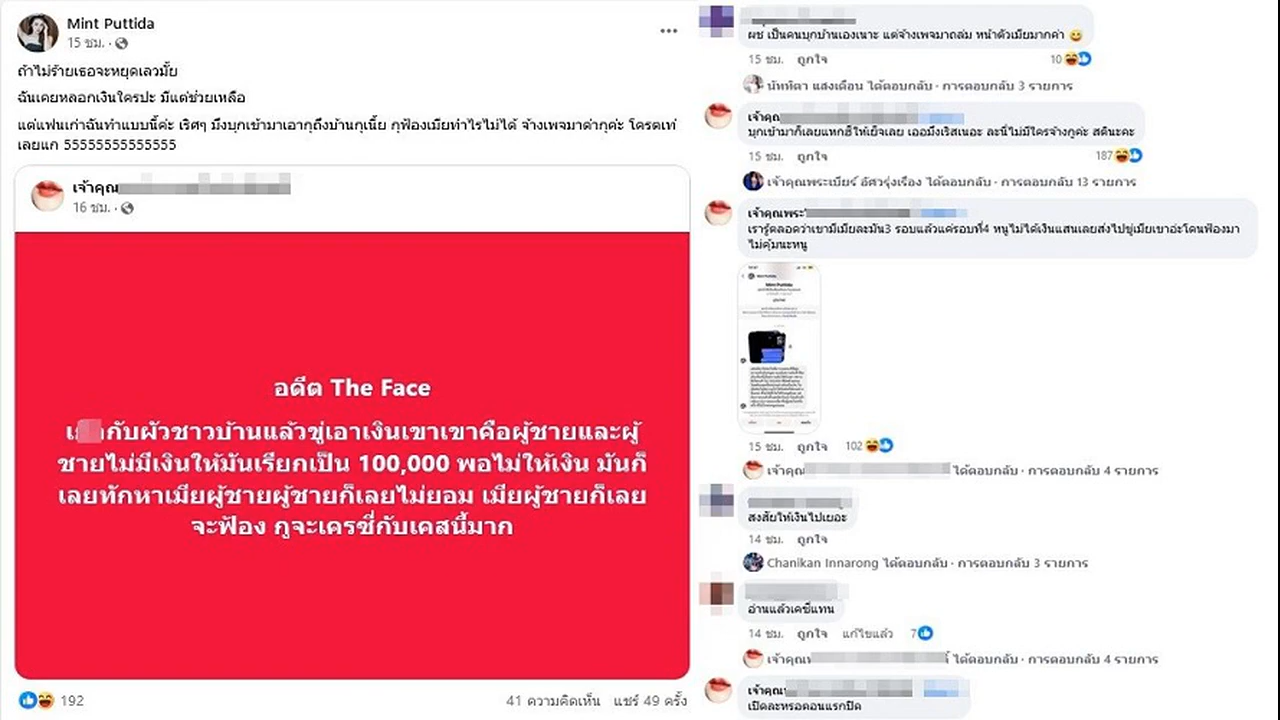 Mint Puttida
15 ชม. ·
ถ้าไม่ร้ายเธอจะหยุดเลวมั้ย
ฉันเคยหลอกเงินใครปะ มีแต่ช่วยเหลือ
แต่แฟนเก่าฉันทำแบบนี้ค่ะ เริศๆ มึงบุกเข้ามาเอากูถึงบ้านกูเนี้ย กูฟ้องเมียทำไรไม่ได้ จ้างเพจมาด่ากูค่ะ โครตเท่
เลยแก 55555555555555
เจ้าคุณ
16 ชม. ·
อดีต The Face
กับผัวชาวบ้านแล้วขู่เอาเงินเขาเขาคือผู้ชายและผู้
ชายไม่มีเงินให้มันเรียกเป็น 100,000 พอไม่ให้เงิน มันก็
เลยทักหาเมียผู้ชายผู้ชายก็เลยไม่ยอม เมียผู้ชายก็เลย
จะฟ้อง กูจะเครซี่กับเคสนี้มาก
192
41 ความคิดเห็น แชร์ 49 ครั้ง
ผช เป็นคนบุกบ้านเองเนาะ แต่จ้างเพจมาถล่ม หน้าตัวเมียมากค่า
15 ชม. ถูกใจ 10
นัททิตา แสงเดือน ได้ตอบกลับ · การตอบกลับ 3 รายการ
เจ้าคุณ
บุกเข้ามาก็เลยแหกฮีให้เย็จเลย เออมึงเริสเนอะ ละนี่ไม่มีใครจ้างกูค่ะ สตินะคะ
15 ชม. ถูกใจ 187
เจ้าคุณพระเบียร์ อัศวรุ่งเรือง ได้ตอบกลับ · การตอบกลับ 13 รายการ
เจ้าคุณพระ
เรารู้ตลอดว่าเขามีเมียละมัน3 รอบแล้วแค่รอบที่4 หนูไม่ได้เงินแสนเลยส่งไปขู่เมียเขาอ่ะโดนฟ้องมา
ไม่คุ้มนะหนู
Mint Puttida
15 ชม. ถูกใจ 102
เจ้าคุณ ได้ตอบกลับ · การตอบกลับ 4 รายการ
สงสัยให้เงินไปเยอะ
14 ชม. ถูกใจ
Chanikan Innarong ได้ตอบกลับ · การตอบกลับ 3 รายการ
อ่านแล้วเคซี่แทน
14 ชม. ถูกใจ แก้ไขแล้ว 7
เจ้าคุณ ได้ตอบกลับ · การตอบกลับ 4 รายการ
เจ้าคุณ
เปิดละหรอตอนแรกปิด